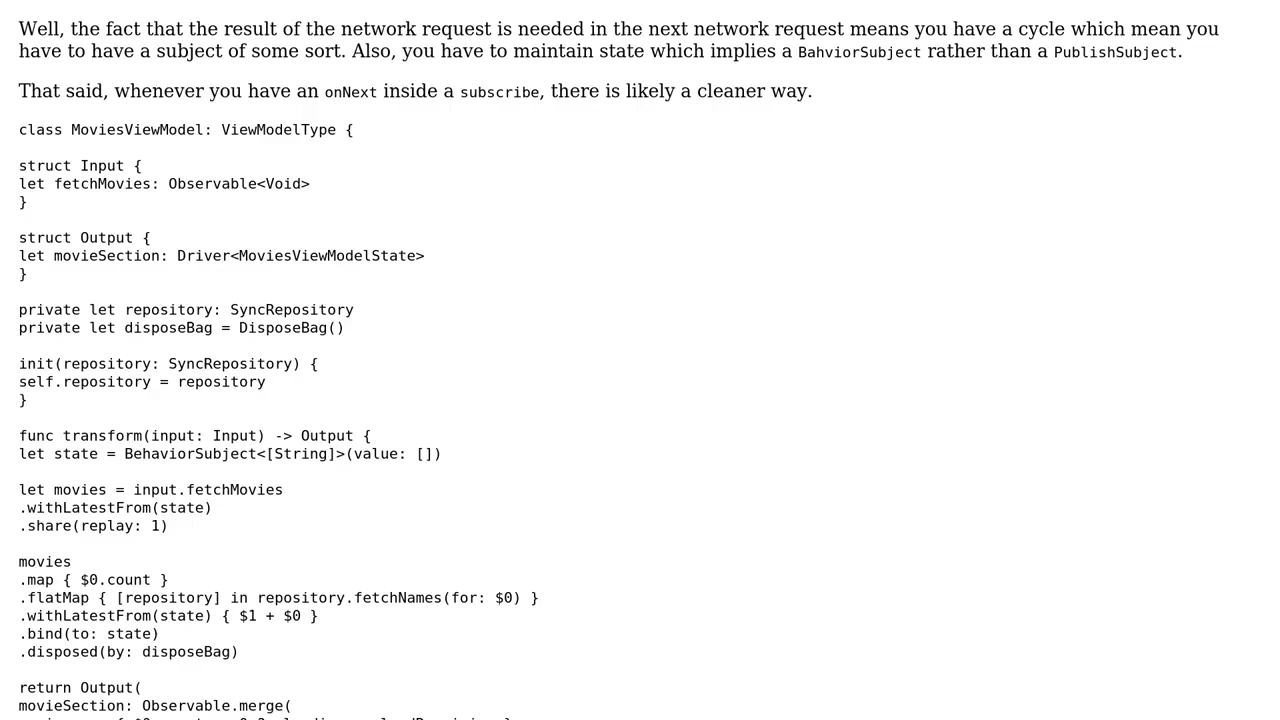 Well, the fact that the result of the network request is needed in the next network request means you have a cycle which mean you
have to have a subject of some sort. Also, you have to maintain state which implies a BahviorSubject rather than a PublishSubject.
That said, whenever you have an onNext inside a subscribe, there is likely a cleaner way.
class MoviesViewModel: ViewModelType {
struct Input {
let fetchMovies: Observable<Void>
}
struct Output {
let movieSection: Driver<MoviesViewModelState>
}
private let repository: SyncRepository
private let disposeBag = DisposeBag()
init(repository: SyncRepository) {
self.repository = repository
}
func transform(input: Input) -> Output {
let state = BehaviorSubject<[String]>(value: [])
let movies = input.fetchMovies
.withLatestFrom(state)
.share(replay: 1)
movies
.map { $0.count }
.flatMap { [repository] in repository.fetchNames(for: $0) }
.withLatestFrom(state) { $1 + $0 }
.bind(to: state)
.disposed(by: disposeBag)
return Output(
movieSection: Observable.merge(